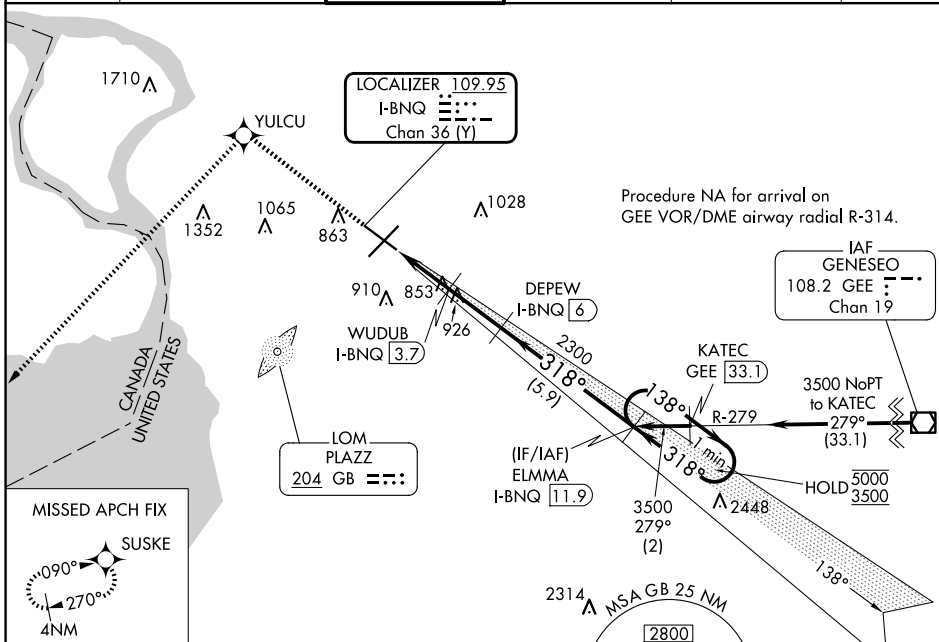 1710
YULCU
LOCALIZER 109.95
I-BNQ
Chan 36 (Y)
1352
1065
863
1028
Procedure NA for arrival on
GEE VOR/DME airway radial R-314.
IAF
GENESEO
108.2 GEE
Chan 19
910
853
926
WUDUB
I-BNQ 3.7
DEPEW
I-BNQ 6
2300
318°
(5.9)
KATEC
GEE 33.1
138°
R-279
3500 NoPT
to KATEC
279°
(33.1)
1 min
318°
(IF/IAF)
ELMMA
I-BNQ 11.9
HOLD 5000
3500
3500
279°
(2)
2448
138°
CANADA
UNITED STATES
LOM
PLAZZ
204 GB
MISSED APCH FIX
SUSKE
090°
270°
4NM
2314
MSA GB 25 NM
2800